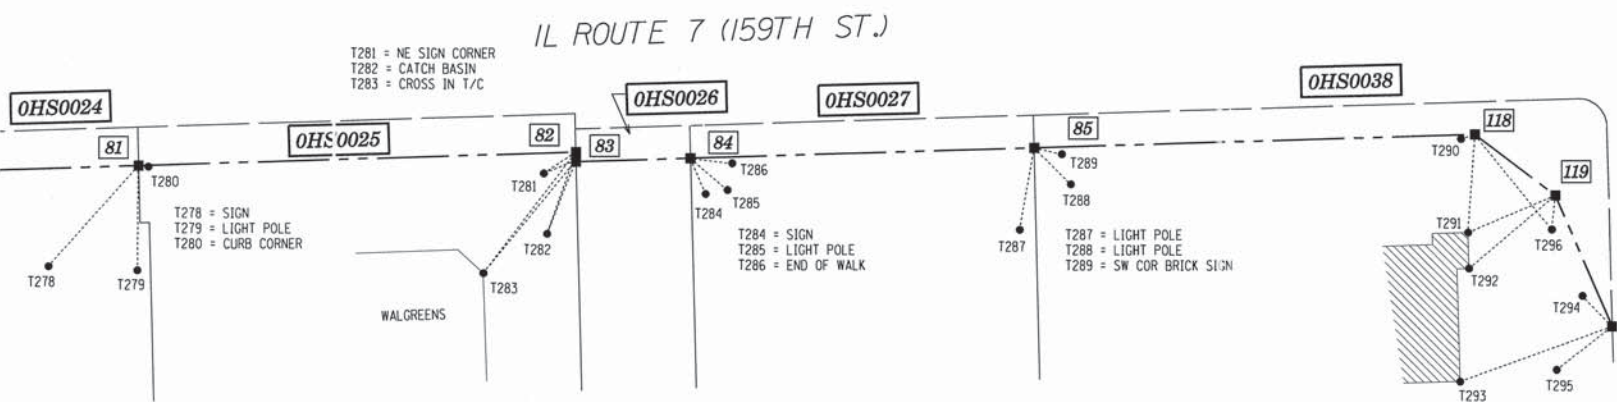 IL ROUTE 7 (159TH ST.)
T281 = NE SIGN CORNER
T282 = CATCH BASIN
T283 = CROSS IN T/C
0HS0024
0HS0025
0HS0026
0HS0027
0HS0038
81
82
83
84
85
118
119
T280
T278 = SIGN
T279 = LIGHT POLE
T280 = CURB CORNER
T278
T279
T281
T282
T283
WALGREENS
T286
T285
T284
T284 = SIGN
T285 = LIGHT POLE
T286 = END OF WALK
T289
T288
T287
T287 = LIGHT POLE
T288 = LIGHT POLE
T289 = SW COR BRICK SIGN
T290
T291
T296
T292
T294
T295
T293